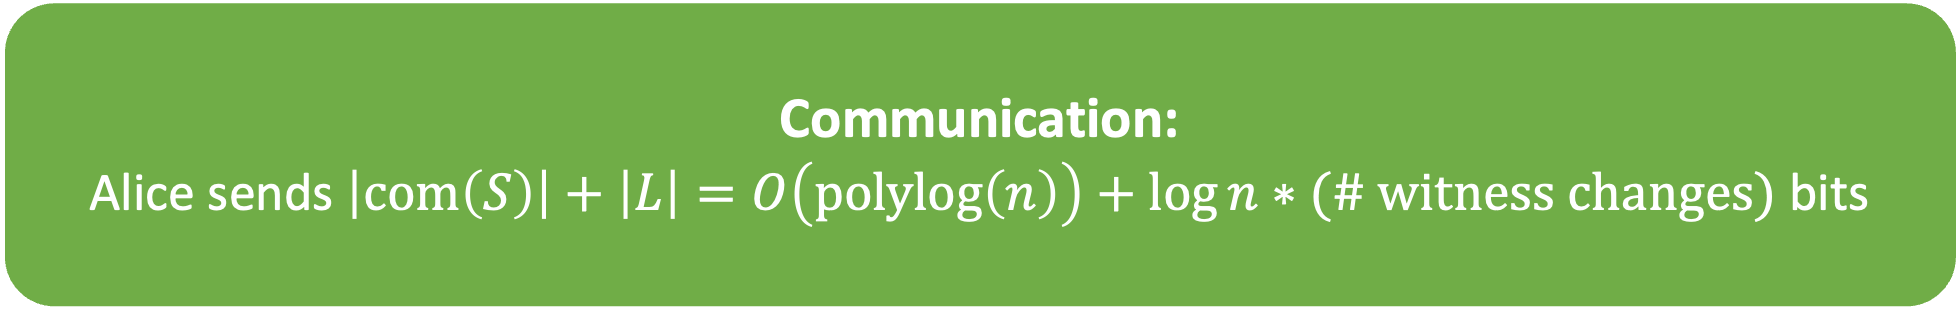 Communication:
Alice sends |com(S)| + |L| = O(polylog(n)) + log n * (# witness changes) bits